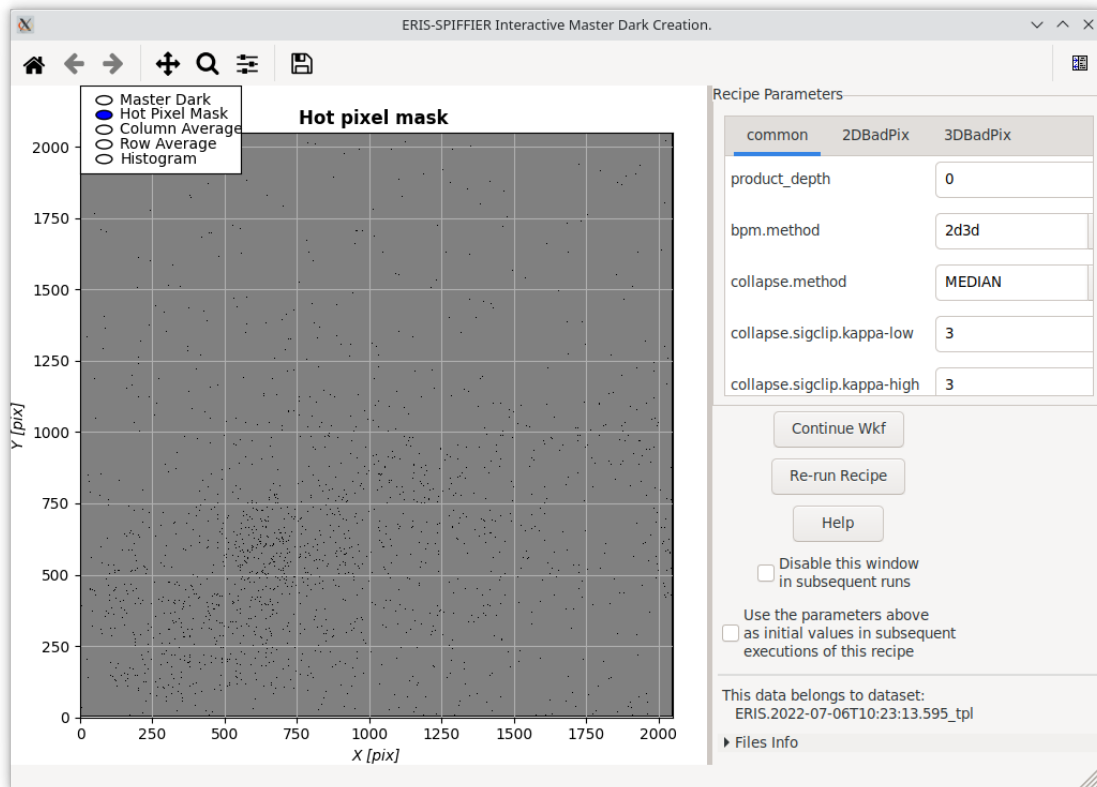 ERIS-SPIFFIER Interactive Master Dark Creation.
Master Dark
Hot Pixel Mask
Column Average
Row Average
Histogram
Hot pixel mask
2000
1750
1500
1250
1000
750
500
250
0
Y [pix]
0 250 500 750 1000 1250 1500 1750 2000
X [pix]
Recipe Parameters
common 2DBadPix 3DBadPix
product_depth 0
bpm.method 2d3d
collapse.method MEDIAN
collapse.sigclip.kappa-low 3
collapse.sigclip.kappa-high 3
Continue Wkf
Re-run Recipe
Help
Disable this window
in subsequent runs
Use the parameters above
as initial values in subsequent
executions of this recipe
This data belongs to dataset:
ERIS.2022-07-06T10:23:13.595_tpl
Files Info